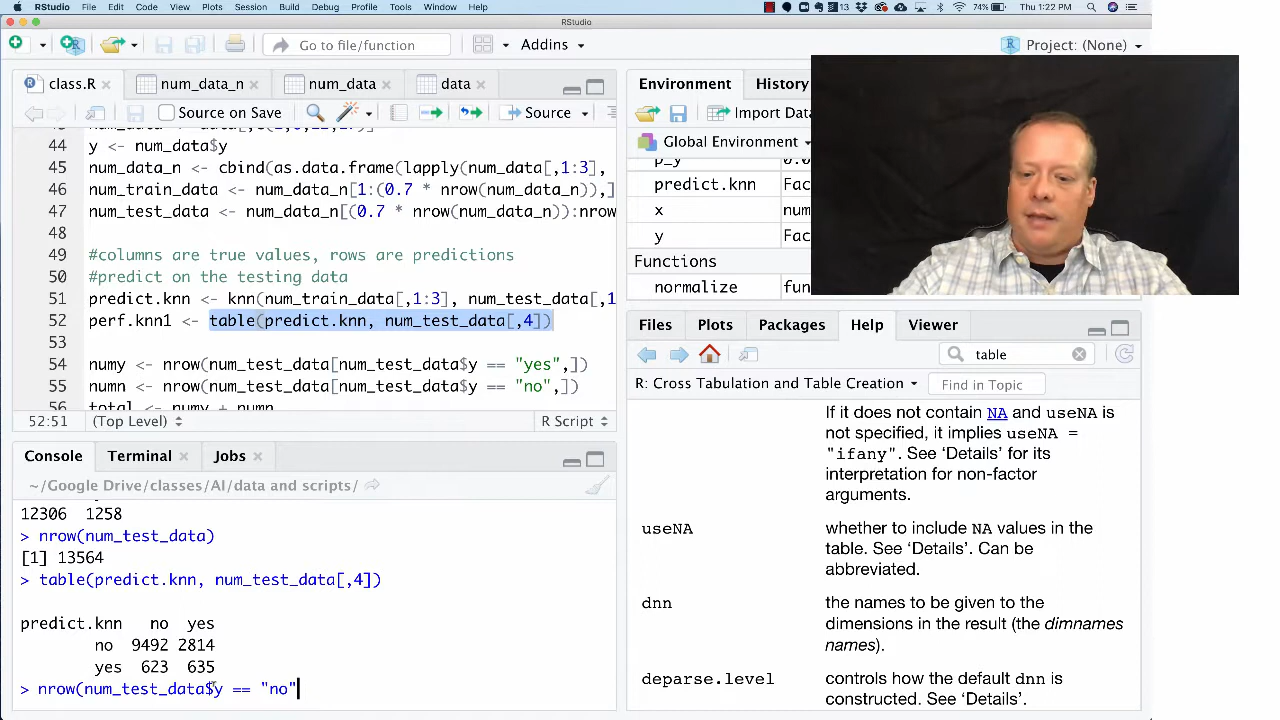 RStudio File Edit Code View Plots Session Build Debug Profile Tools Window Help
13 74% Thu 1:22 PM
RStudio
Go to file/function Addins Project: (None)
class.R num_data_n num_data data
Source on Save Source
y <- num_data$y
num_data_n <- cbind(as.data.frame(lapply(num_data[,1:3],
num_train_data <- num_data_n[1:(0.7 * nrow(num_data_n)),]
num_test_data <- num_data_n[(0.7 * nrow(num_data_n)):nrow
#columns are true values, rows are predictions
#predict on the testing data
predict.knn <- knn(num_train_data[,1:3], num_test_data[,1
perf.knn1 <- table(predict.knn, num_test_data[,4])
numy <- nrow(num_test_data[num_test_data$y == "yes",])
numn <- nrow(num_test_data[num_test_data$y == "no",])
total <- numy + numn
44
45
46
47
48
49
50
51
52
53
54
55
56
52:51 (Top Level) R Script
Console Terminal Jobs
~/Google Drive/classes/AI/data and scripts/
12306 1258
> nrow(num_test_data)
[1] 13564
> table(predict.knn, num_test_data[,4])
predict.knn no yes
no 9492 2814
yes 623 635
> nrow(num_test_data$y == "no"
Environment History
Import Data
Global Environment
p_y
predict.knn Fac
x num
y Fac
Functions
normalize fun
Files Plots Packages Help Viewer
table
R: Cross Tabulation and Table Creation Find in Topic
If it does not contain NA and useNA is
not specified, it implies useNA =
"ifany". See ‘Details’ for its
interpretation for non-factor
arguments.
useNA whether to include NA values in the
table. See ‘Details’. Can be
abbreviated.
dnn the names to be given to the
dimensions in the result (the dimnames
names).
deparse.level controls how the default dnn is
constructed. See ‘Details’.